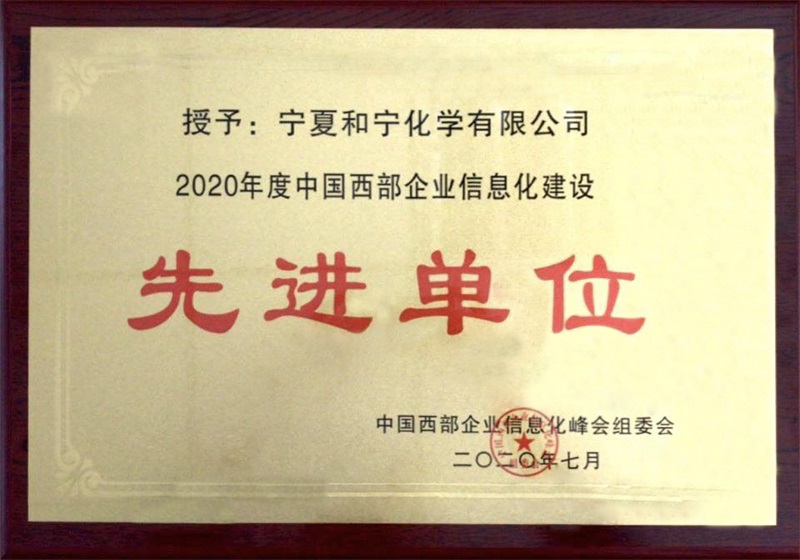 授予：宁夏和宁化学有限公司
2020年度中国西部企业信息化建设
先进单位
中国西部企业信息化峰会组委会
二〇二〇年七月